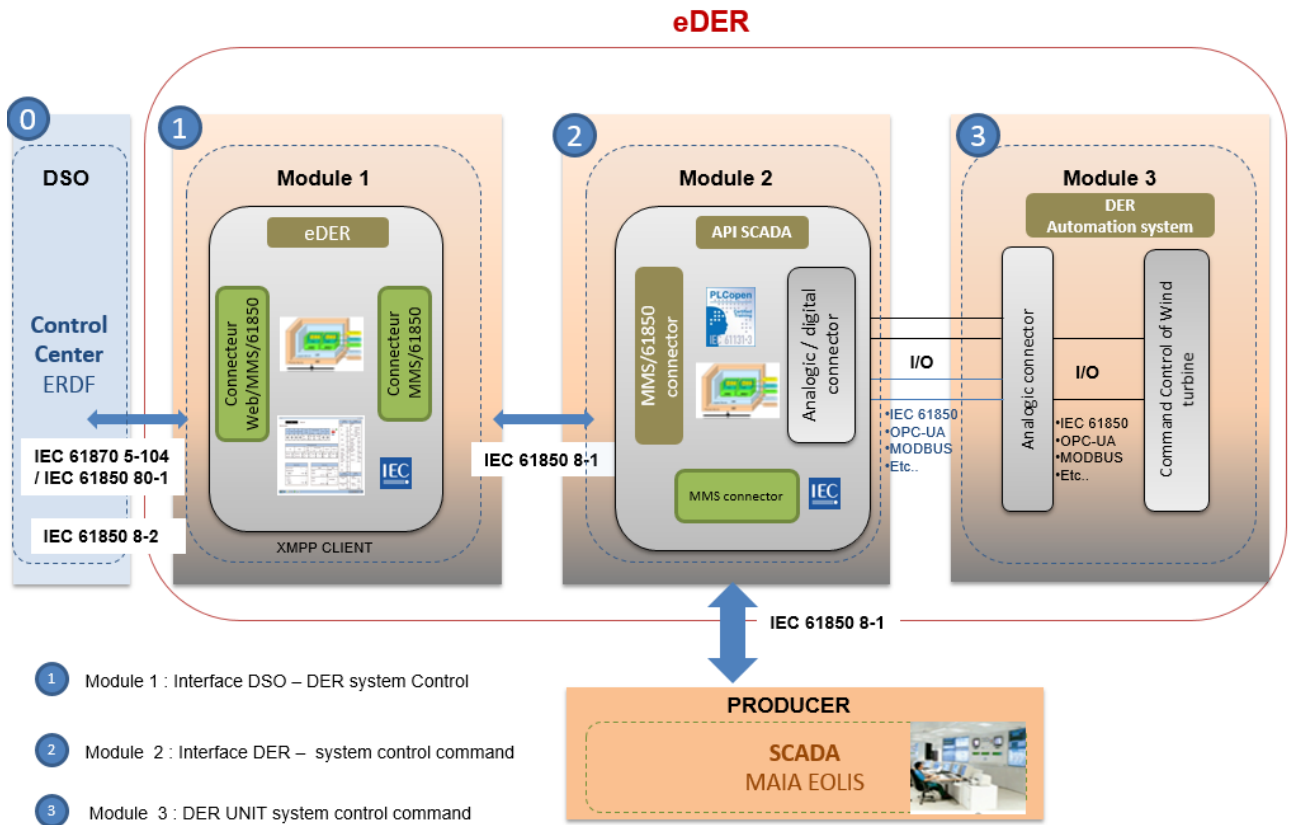 eDER
0
1
2
3
DSO
Module 1
Module 2
Module 3
eDER
API SCADA
DER
Automation system
Control
Center
ERDF
Connecteur
Web/MMS/61850
Connecteur
MMS/61850
MMS/61850
connector
PLCopen
IEC 61131-3
Analogic / digital
connector
Analogic connector
Command Control of Wind
turbine
I/O
I/O
•IEC 61850
•OPC-UA
•MODBUS
•Etc..
•IEC 61850
•OPC-UA
•MODBUS
•Etc..
IEC 61870 5-104
/ IEC 61850 80-1
IEC 61850 8-2
IEC
XMPP CLIENT
IEC 61850 8-1
MMS connector
IEC
IEC 61850 8-1
1
Module 1 : Interface DSO – DER system Control
2
Module 2 : Interface DER – system control command
3
Module 3 : DER UNIT system control command
PRODUCER
SCADA
MAIA EOLIS